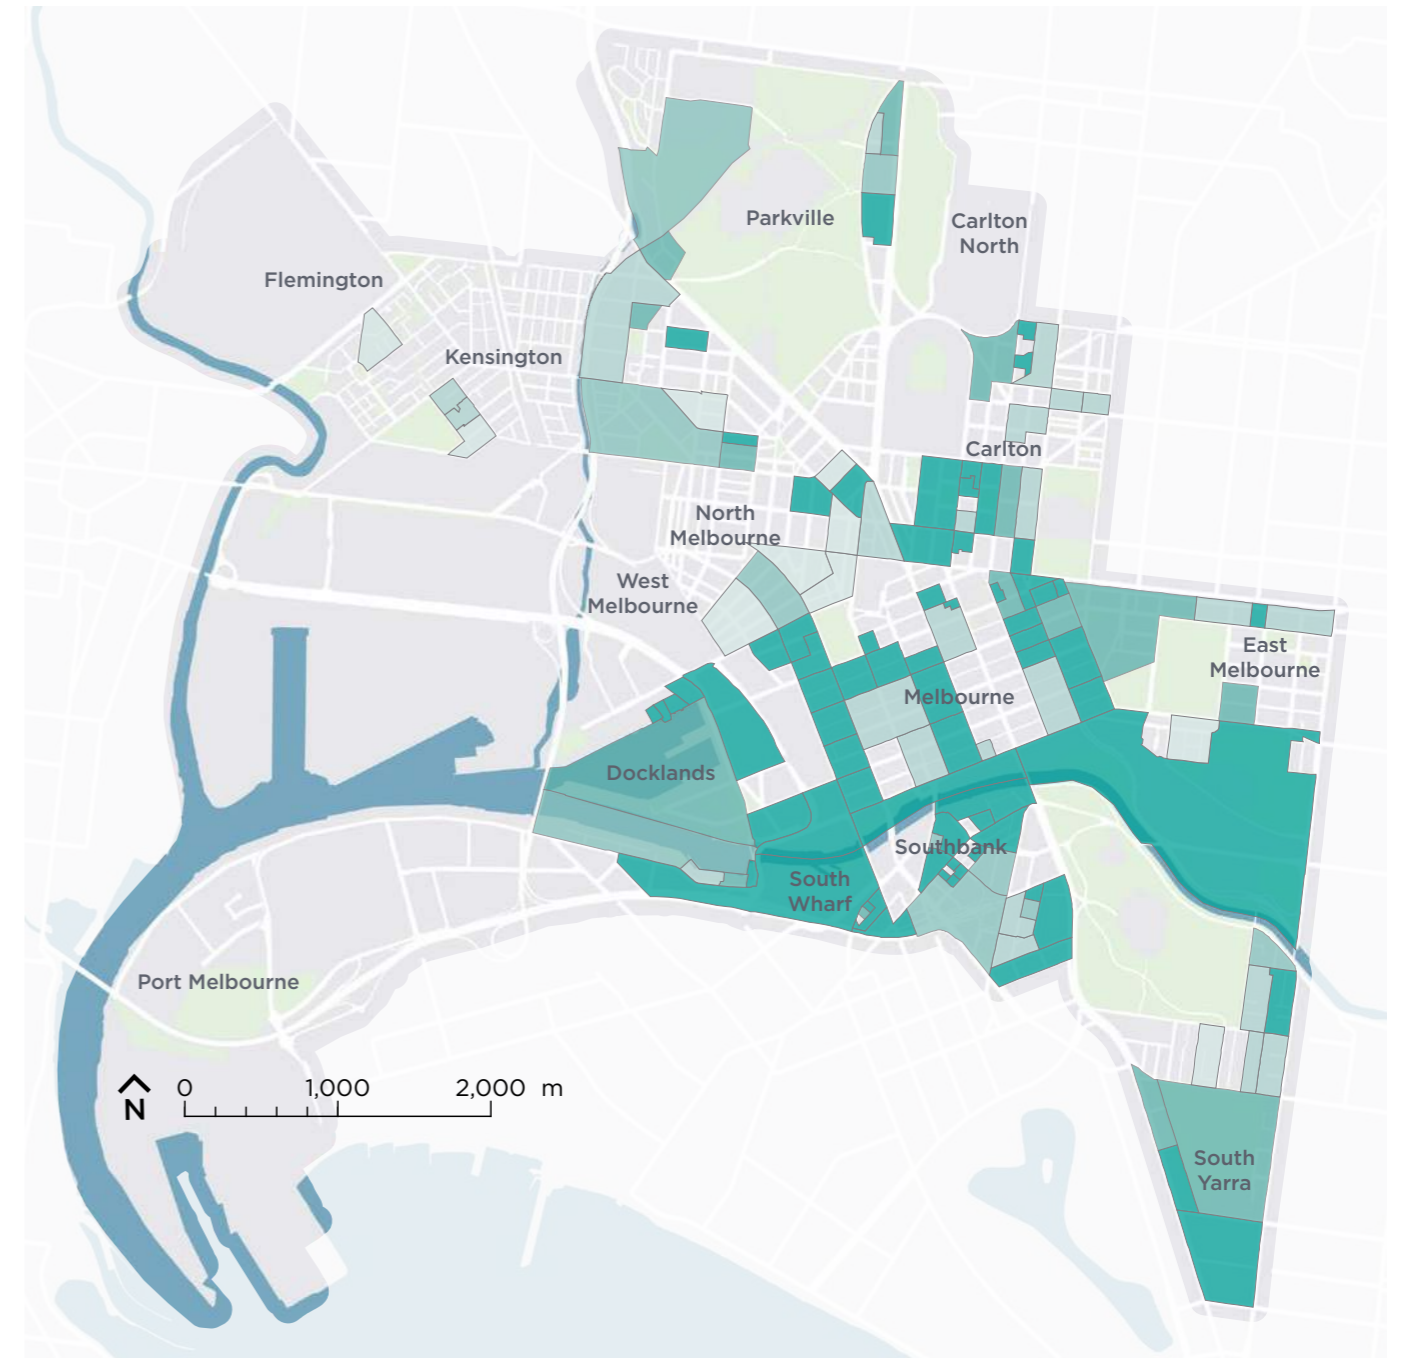 Parkville
Carlton
North
Flemington
Kensington
Carlton
North
Melbourne
West
Melbourne
East
Melbourne
Melbourne
Docklands
Southbank
South
Wharf
Port Melbourne
N
0 1,000 2,000 m
South
Yarra